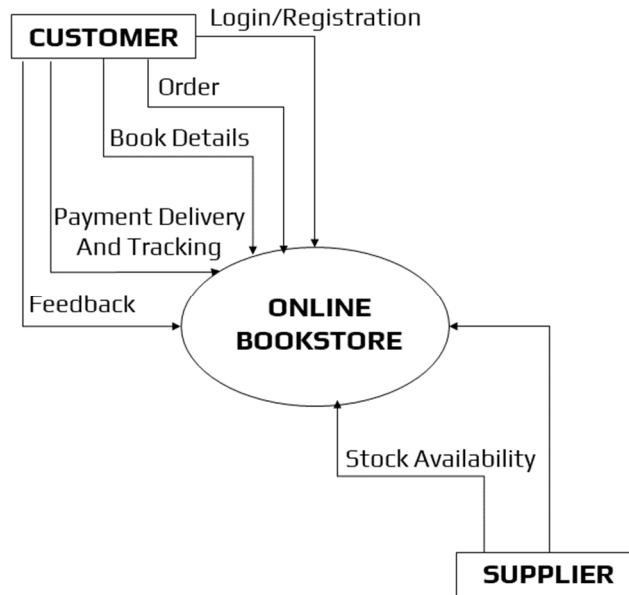 Login/Registration
CUSTOMER
Order
Book Details
Payment Delivery
And Tracking
Feedback
ONLINE
BOOKSTORE
Stock Availability
SUPPLIER